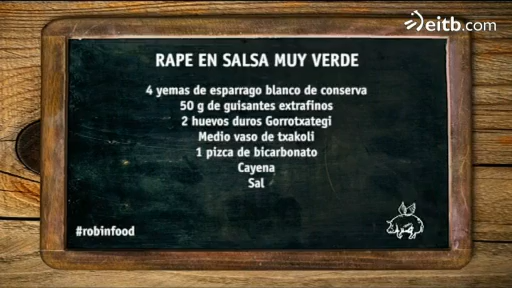 eitb.com
RAPE EN SALSA MUY VERDE
4 yemas de esparrago blanco de conserva
50 g de guisantes extrafinos
2 huevos duros Gorrotxategi
Medio vaso de txakoli
1 pizca de bicarbonato
Cayena
Sal
#robinfood